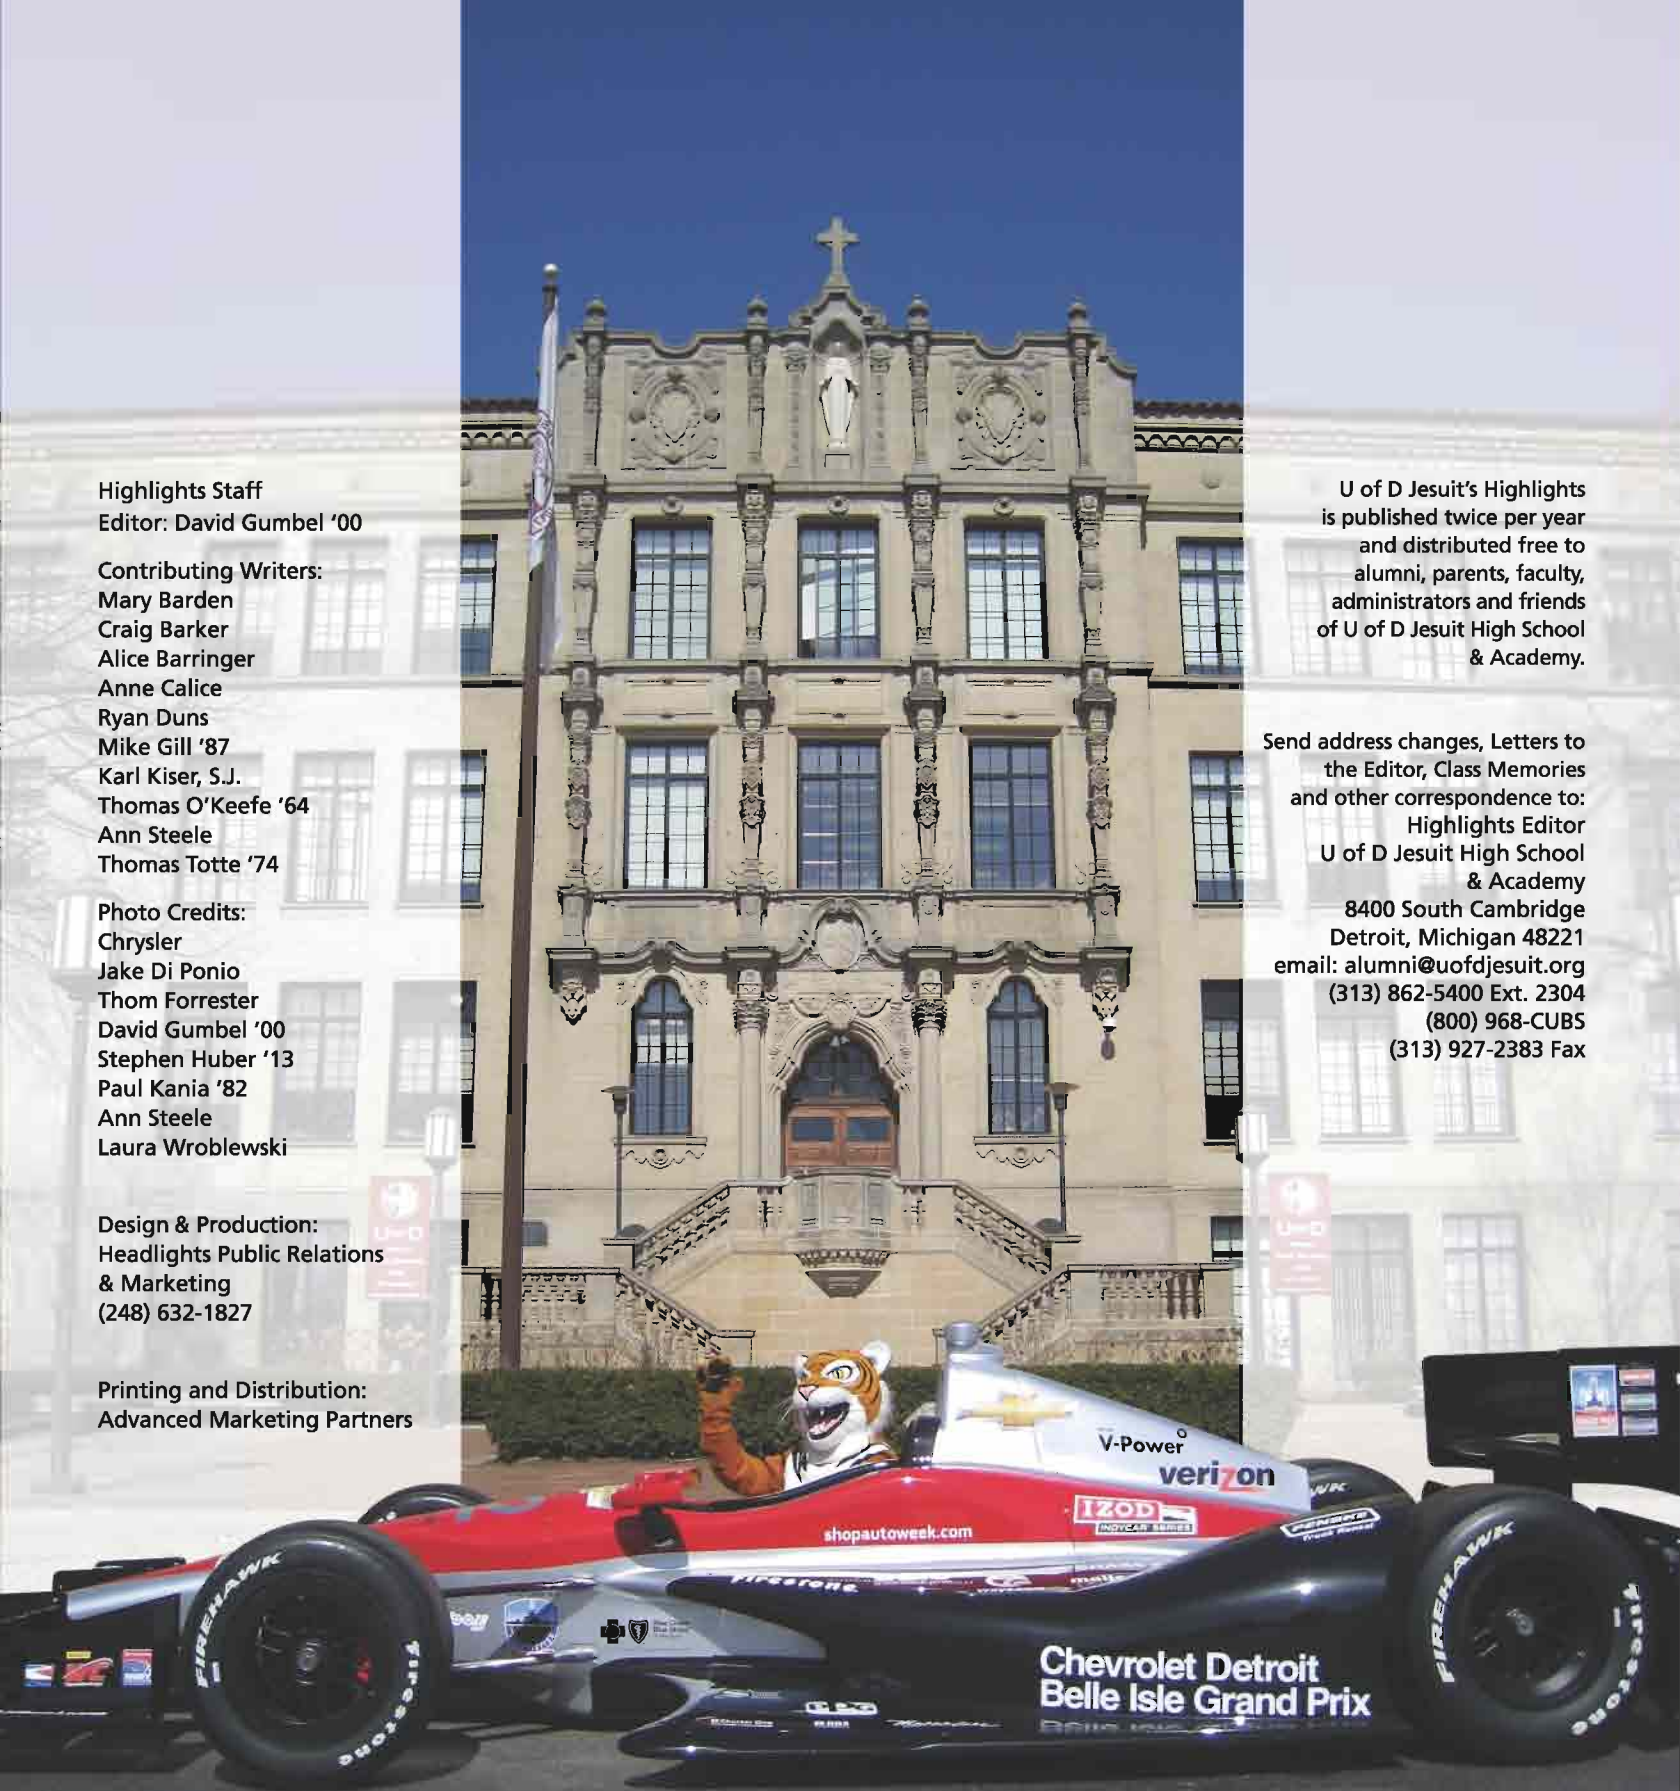 Highlights Staff
Editor: David Gumbel ‘00
Contributing Writers:
Mary Barden
Craig Barker
Alice Barringer
Anne Calice
Ryan Duns
Mike Gill ‘87
Karl Kiser, S.J.
Thomas O’Keefe ‘64
Ann Steele
Thomas Totte ‘74
Photo Credits:
Chrysler
Jake Di Ponio
Thom Forrester
David Gumbel ‘00
Stephen Huber ‘13
Paul Kania ‘82
Ann Steele
Laura Wroblewski
Design & Production:
Headlights Public Relations
& Marketing
(248) 632-1827
Printing and Distribution:
Advanced Marketing Partners
U of D Jesuit’s Highlights
is published twice per year
and distributed free to
alumni, parents, faculty,
administrators and friends
of U of D Jesuit High School
& Academy.
Send address changes, Letters to
the Editor, Class Memories
and other correspondence to:
Highlights Editor
U of D Jesuit High School
& Academy
8400 South Cambridge
Detroit, Michigan 48221
email: alumni@uofdjesuit.org
(313) 862-5400 Ext. 2304
(800) 968-CUBS
(313) 927-2383 Fax
V-Power
verizon
IZOD
INDYCAR SERIES
PENSKE
Truck Rental
shopautoweek.com
Firestone
FIREHAWK
Firestone
FIREHAWK
Firestone
Chevrolet Detroit
Belle Isle Grand Prix